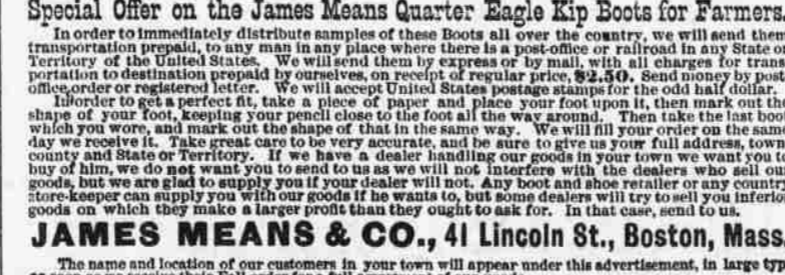 Special Offer on the James Means Quarter Eagle Kip Boots for Farmers.
In order to immediately distribute samples of these Boots all over the country, we will send them
transportation prepaid, to any man in any place where there is a post-office or railroad in any State or
Territory of the United States. We will send them by express or by mail, with all charges for trans
portation to destination prepaid by ourselves, on receipt of regular price, $2.50. Send money by post
office order or registered letter. We will accept United States postage stamps for the odd half dollar.
In order to get a perfect fit, take a piece of paper and place your foot upon it, then mark out the
shape of your foot, keeping your pencil close to the foot all the way around. Then take the last boot
which you wore, and mark out the shape of that in the same way. We will fill your order on the same
day we receive it. Take great care to be very accurate, and be sure to give us your full address, town,
county and State or Territory. If we have a dealer handling our goods in your town we want you to
buy of him, we do not want you to send to us as we will not interfere with the dealers who sell our
goods, but we are glad to supply you if your dealer will not. Any boot and shoe retailer or any country
store-keeper can supply you with our goods if he wants to, but some dealers will try to sell you inferior
goods on which they make a larger profit than they ought to ask for. In that case, send to us.
JAMES MEANS & CO., 41 Lincoln St., Boston, Mass.
The name and location of our customers in your town will appear under this advertisement, in large type